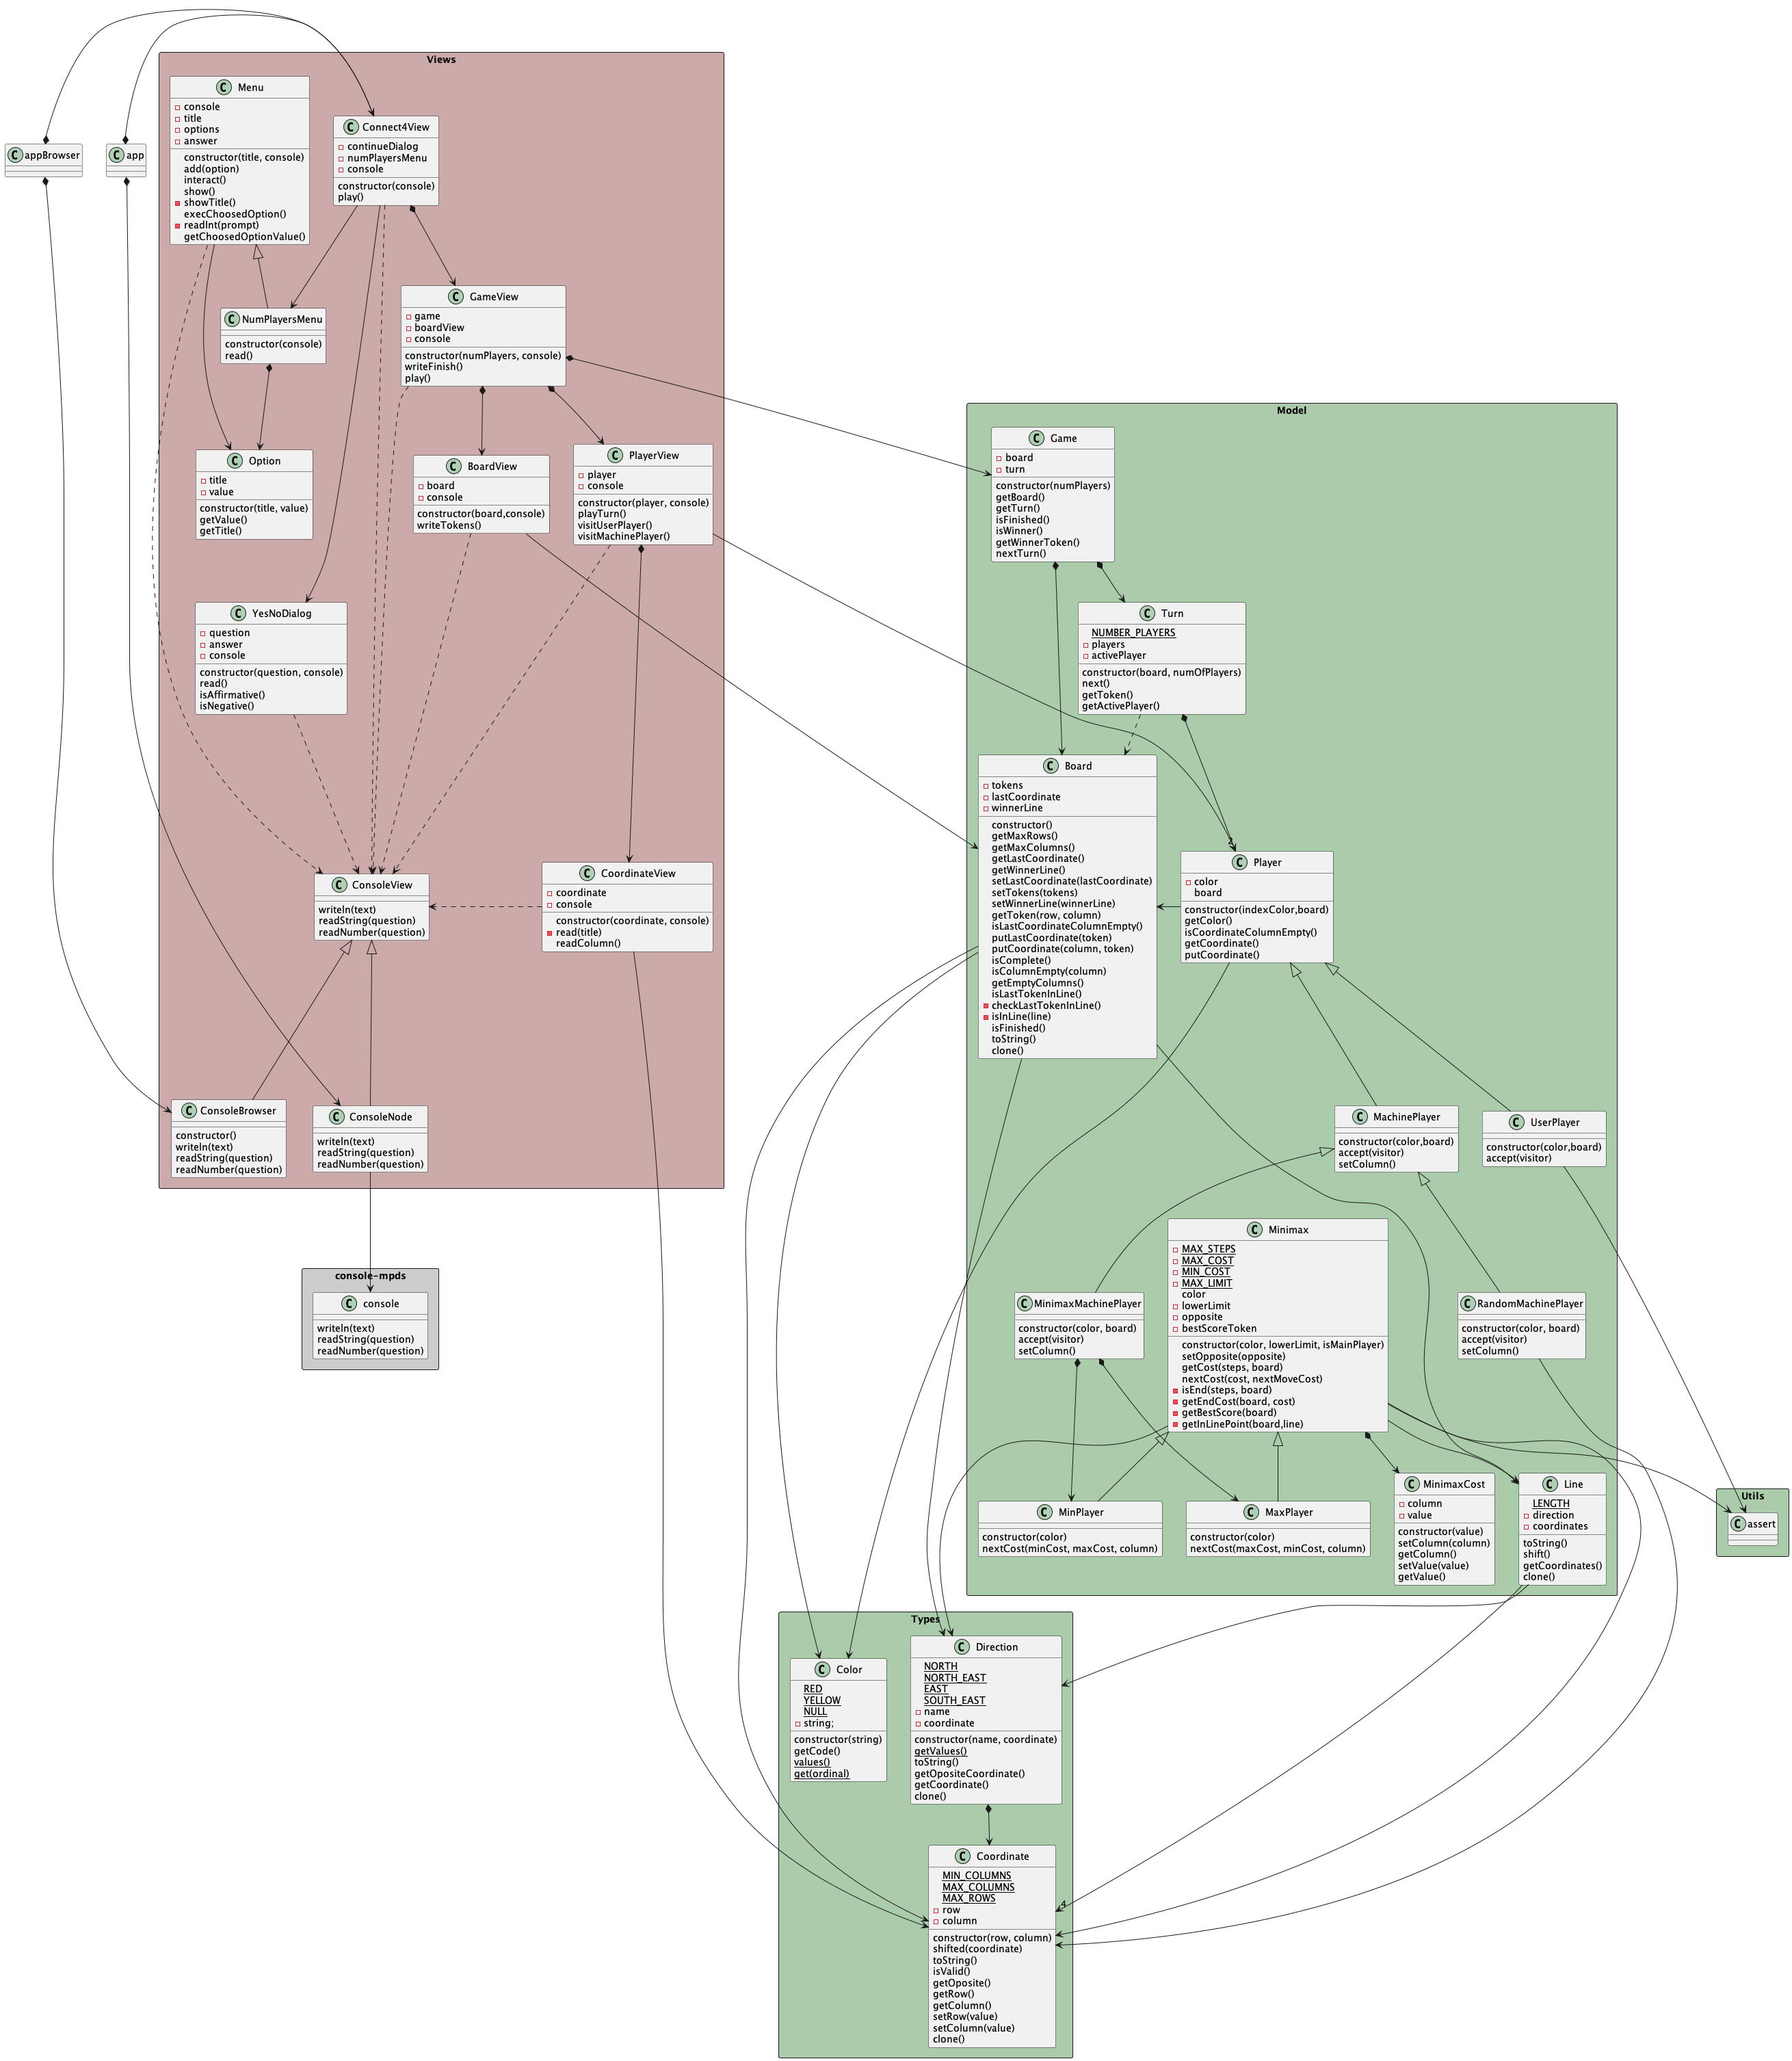 Views
Menu
console
title
options
answer
constructor(title, console)
add(option)
interact()
show()
showTitle()
execChoosedOption()
readInt(prompt)
getChoosedOptionValue()
Connect4View
continueDialog
numPlayersMenu
console
constructor(console)
play()
appBrowser
app
GameView
game
boardView
console
constructor(numPlayers, console)
writeFinish()
play()
NumPlayersMenu
constructor(console)
read()
Option
title
value
constructor(title, value)
getValue()
getTitle()
BoardView
board
console
constructor(board,console)
writeTokens()
PlayerView
player
console
constructor(player, console)
playTurn()
visitUserPlayer()
visitMachinePlayer()
YesNoDialog
question
answer
console
constructor(question, console)
read()
isAffirmative()
isNegative()
ConsoleView
writeln(text)
readString(question)
readNumber(question)
CoordinateView
coordinate
console
constructor(coordinate, console)
read(title)
readColumn()
ConsoleBrowser
constructor()
writeln(text)
readString(question)
readNumber(question)
ConsoleNode
writeln(text)
readString(question)
readNumber(question)
console-mpds
console
writeln(text)
readString(question)
readNumber(question)
Model
Game
board
turn
constructor(numPlayers)
getBoard()
getTurn()
isFinished()
isWinner()
getWinnerToken()
nextTurn()
Turn
NUMBER_PLAYERS
players
activePlayer
constructor(board, numOfPlayers)
next()
getToken()
getActivePlayer()
Board
tokens
lastCoordinate
winnerLine
constructor()
getMaxRows()
getMaxColumns()
getLastCoordinate()
getWinnerLine()
setLastCoordinate(lastCoordinate)
setTokens(tokens)
setWinnerLine(winnerLine)
getToken(row, column)
isLastCoordinateColumnEmpty()
putLastCoordinate(token)
putCoordinate(column, token)
isComplete()
isColumnEmpty(column)
getEmptyColumns()
isLastTokenInLine()
checkLastTokenInLine()
isInLine(line)
isFinished()
toString()
clone()
2
Player
color
board
constructor(indexColor,board)
getColor()
isCoordinateColumnEmpty()
getCoordinate()
putCoordinate()
MachinePlayer
constructor(color,board)
accept(visitor)
setColumn()
UserPlayer
constructor(color,board)
accept(visitor)
Minimax
MAX_STEPS
MAX_COST
MIN_COST
MAX_LIMIT
color
lowerLimit
opposite
bestScoreToken
constructor(color, lowerLimit, isMainPlayer)
setOpposite(opposite)
getCost(steps, board)
nextCost(cost, nextMoveCost)
isEnd(steps, board)
getEndCost(board, cost)
getBestScore(board)
getInLinePoint(board,line)
MinimaxMachinePlayer
constructor(color, board)
accept(visitor)
setColumn()
RandomMachinePlayer
constructor(color, board)
accept(visitor)
setColumn()
MinPlayer
constructor(color)
nextCost(minCost, maxCost, column)
MaxPlayer
constructor(color)
nextCost(maxCost, minCost, column)
MinimaxCost
column
value
constructor(value)
setColumn(column)
getColumn()
setValue(value)
getValue()
Line
LENGTH
direction
coordinates
toString()
shift()
getCoordinates()
clone()
Utils
assert
Types
Color
RED
YELLOW
NULL
string;
constructor(string)
getCode()
values()
get(ordinal)
Direction
NORTH
NORTH_EAST
EAST
SOUTH_EAST
name
coordinate
constructor(name, coordinate)
getValues()
toString()
getOpositeCoordinate()
getCoordinate()
clone()
4
Coordinate
MIN_COLUMNS
MAX_COLUMNS
MAX_ROWS
row
column
constructor(row, column)
shifted(coordinate)
toString()
isValid()
getOposite()
getRow()
getColumn()
setRow(value)
setColumn(value)
clone()